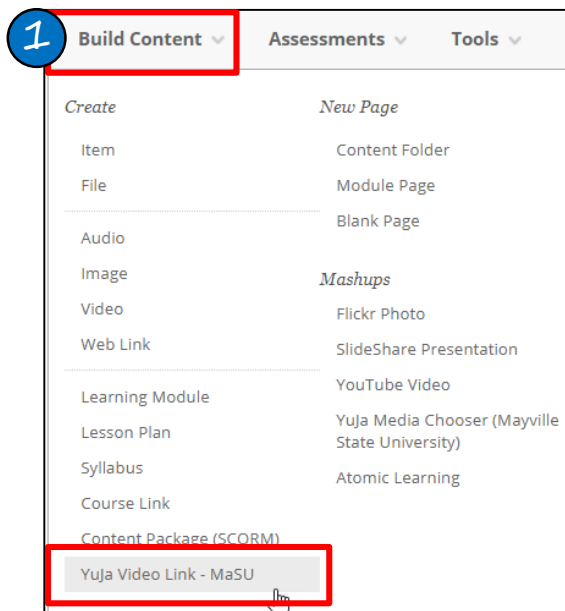 1
Build Content
Assessments
Tools
Create
Item
File
Audio
Image
Video
Web Link
Learning Module
Lesson Plan
Syllabus
Course Link
Content Package (SCORM)
YuJa Video Link - MaSU
New Page
Content Folder
Module Page
Blank Page
Mashups
Flickr Photo
SlideShare Presentation
YouTube Video
YuJa Media Chooser (Mayville
State University)
Atomic Learning